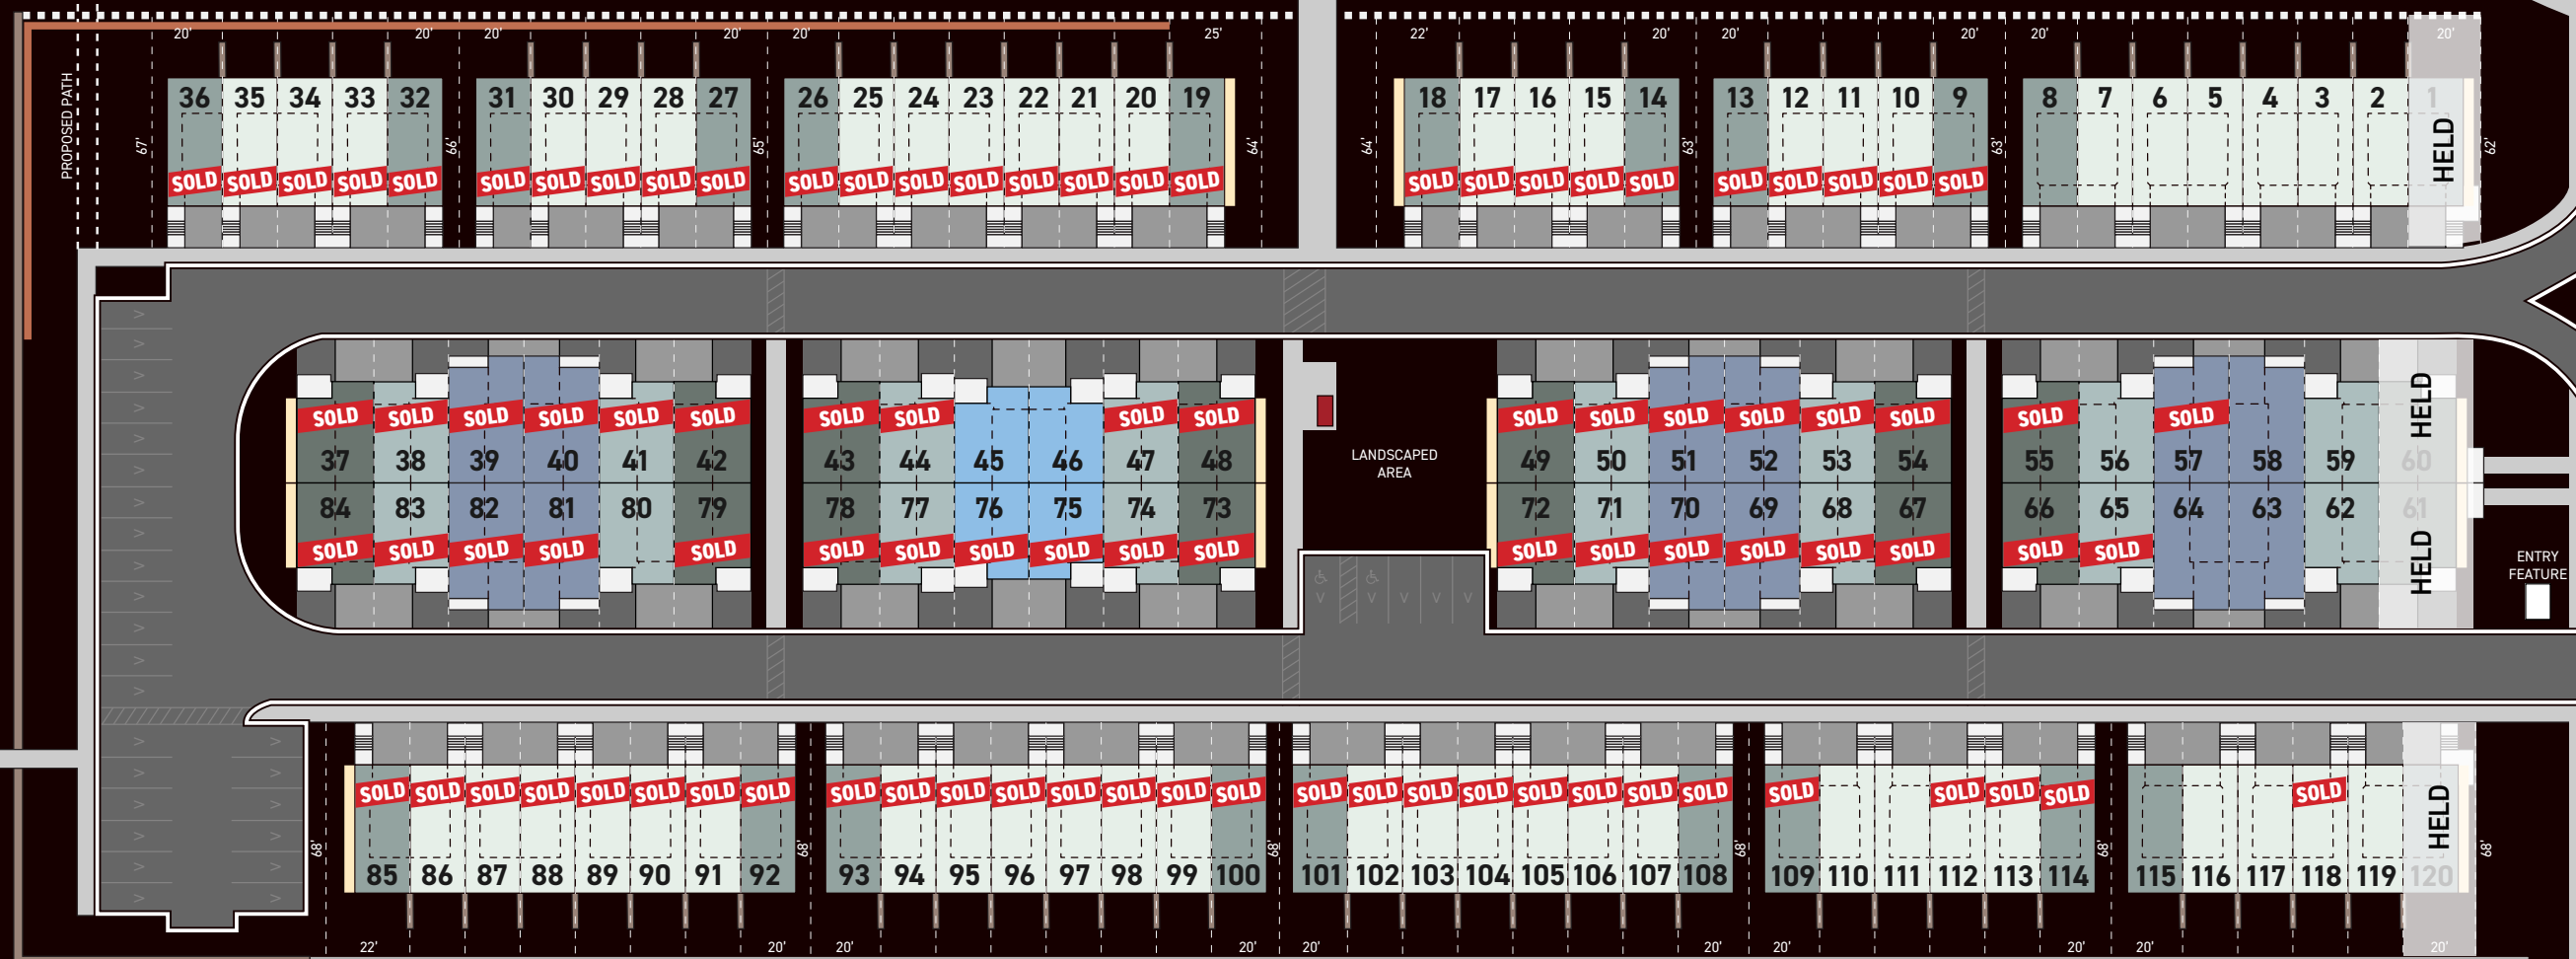 20' 20' 20' 20' 20' 25' 22' 20' 20' 20' 20' 20'
PROPOSED PATH
36 35 34 33 32 31 30 29 28 27 26 25 24 23 22 21 20 19 18 17 16 15 14 13 12 11 10 9 8 7 6 5 4 3 2 1
67' 66' 65' 64' 64' 63' 63' 62'
HELD
SOLD SOLD SOLD SOLD SOLD SOLD SOLD SOLD SOLD SOLD SOLD SOLD SOLD SOLD SOLD SOLD SOLD SOLD SOLD SOLD SOLD SOLD SOLD SOLD SOLD SOLD SOLD SOLD
SOLD SOLD SOLD SOLD SOLD SOLD SOLD SOLD SOLD SOLD SOLD SOLD SOLD SOLD SOLD SOLD SOLD SOLD HELD
37 38 39 40 41 42 43 44 45 46 47 48 49 50 51 52 53 54 55 56 57 58 59 60
LANDSCAPED
AREA
84 83 82 81 80 79 78 77 76 75 74 73 72 71 70 69 68 67 66 65 64 63 62 61
SOLD SOLD SOLD SOLD SOLD SOLD SOLD SOLD SOLD SOLD SOLD SOLD SOLD SOLD SOLD SOLD SOLD SOLD SOLD HELD
ENTRY
FEATURE
SOLD SOLD SOLD SOLD SOLD SOLD SOLD SOLD SOLD SOLD SOLD SOLD SOLD SOLD SOLD SOLD SOLD SOLD SOLD SOLD SOLD SOLD SOLD SOLD SOLD SOLD SOLD SOLD SOLD
HELD
68' 68' 68' 68' 68' 68'
85 86 87 88 89 90 91 92 93 94 95 96 97 98 99 100 101 102 103 104 105 106 107 108 109 110 111 112 113 114 115 116 117 118 119 120
22' 20' 20' 20' 20' 20' 20' 20' 20' 20'